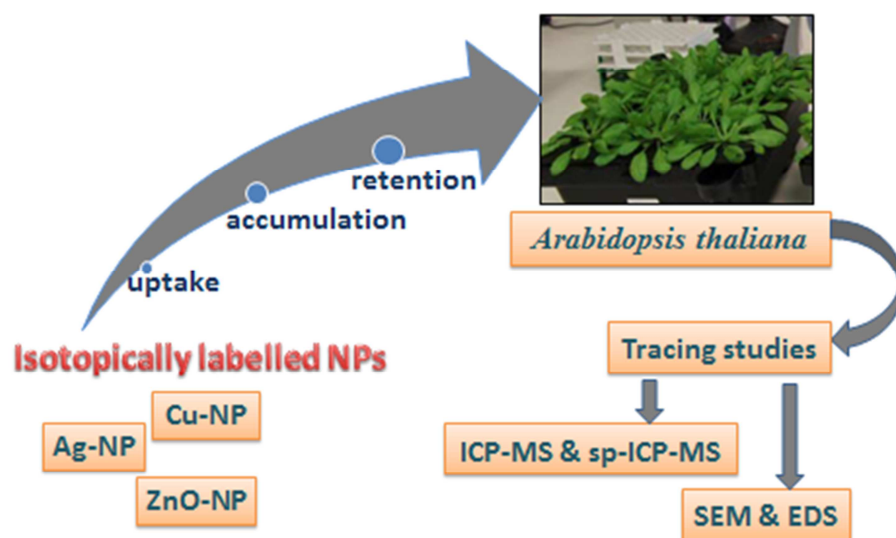 retention
accumulation
uptake
Isotopically labelled NPs
Cu-NP
Ag-NP
ZnO-NP
Arabidopsis thaliana
Tracing studies
ICP-MS & sp-ICP-MS
SEM & EDS